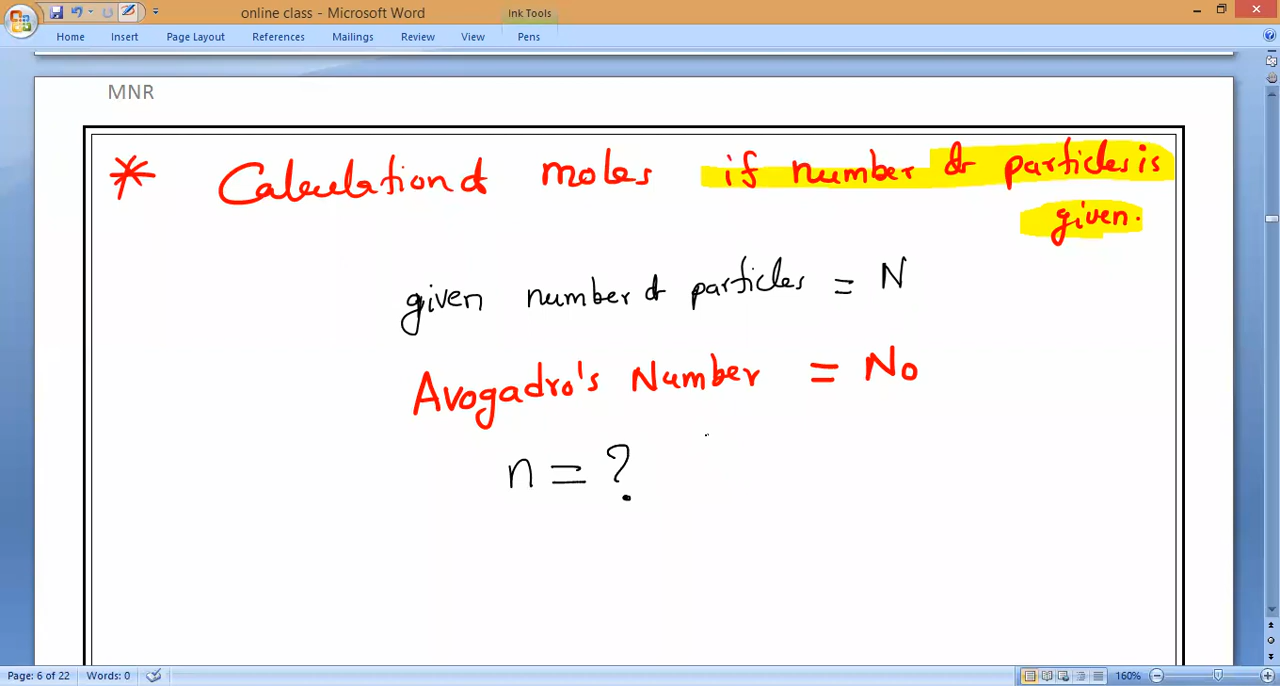 online class - Microsoft Word
Ink Tools
Home Insert Page Layout References Mailings Review View Pens
MNR
* Calculation of moles if number of particles is
given.
given number of particles = N
Avogadro's Number = No
n = ?
Page: 6 of 22 Words: 0 160%